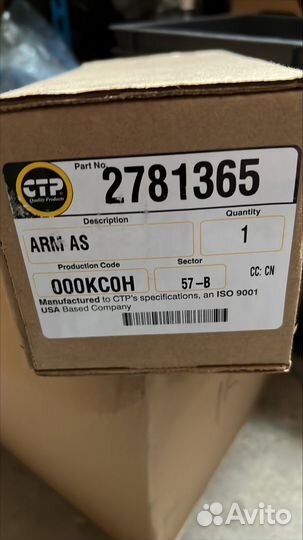 CTP
Quality Products
Part No. 2781365
Description
ARM AS
Quantity
1
Production Code
000KC0H
Sector
57-B
CC: CN
Manufactured to CTP's specifications, an ISO 9001
USA Based Company
Avito